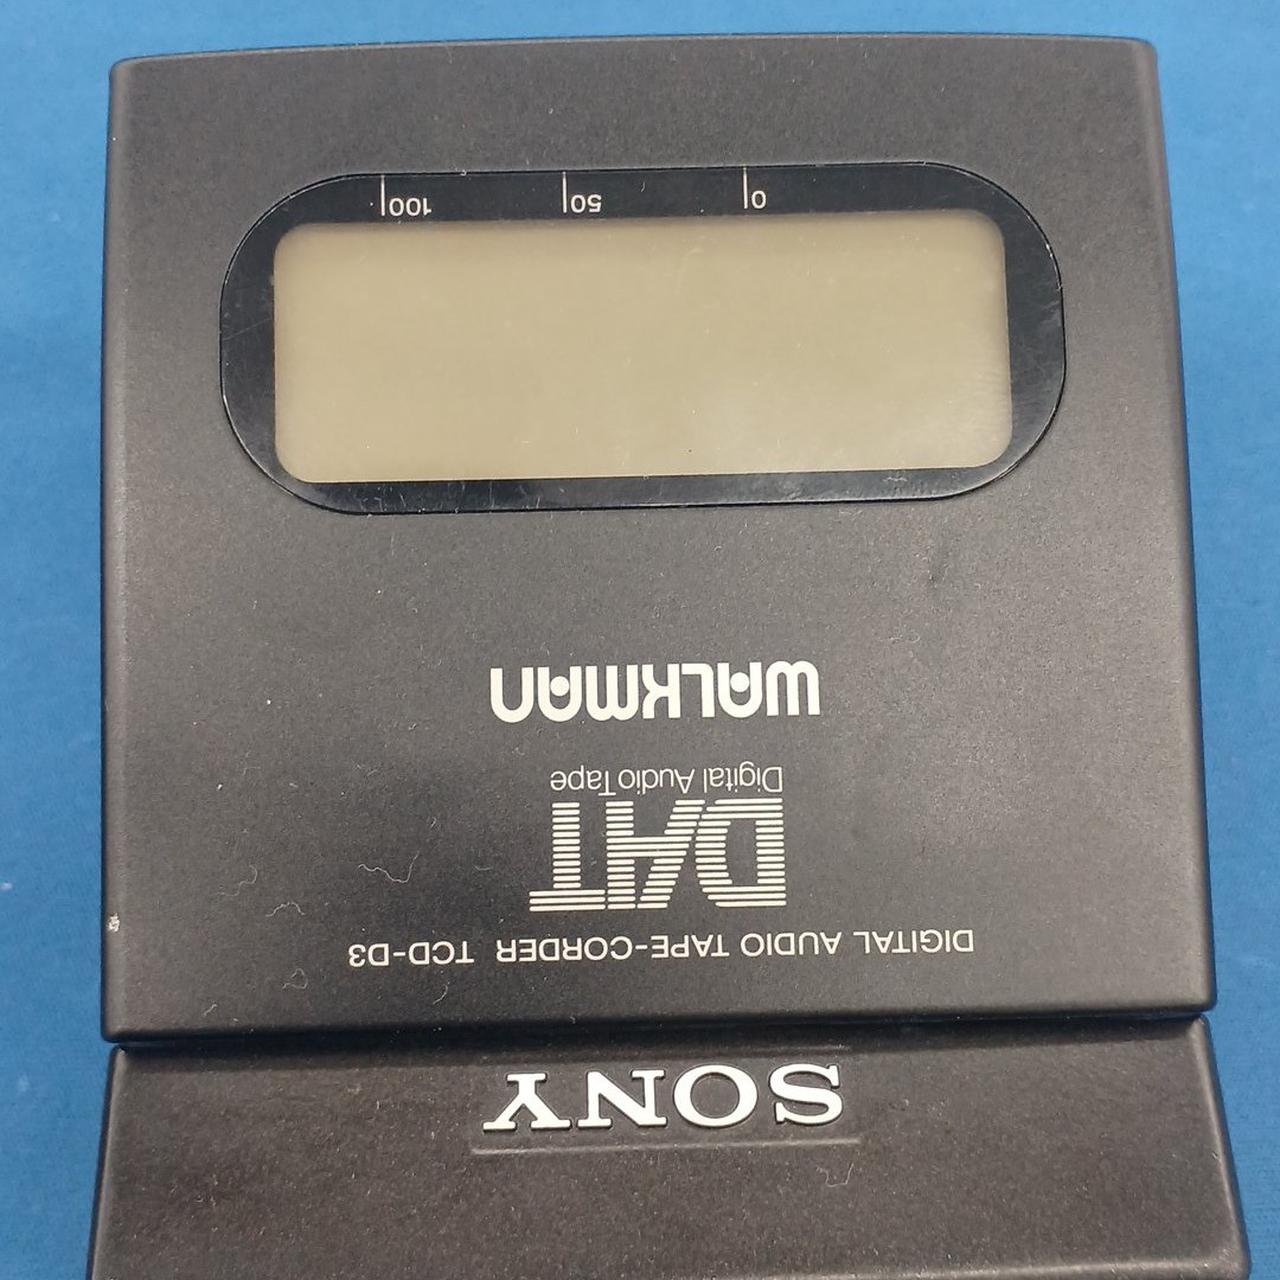 SONY
DIGITAL AUDIO TAPE-CORDER TCD-D3
DAT
Digital Audio Tape
WALKMAN
0 50 100